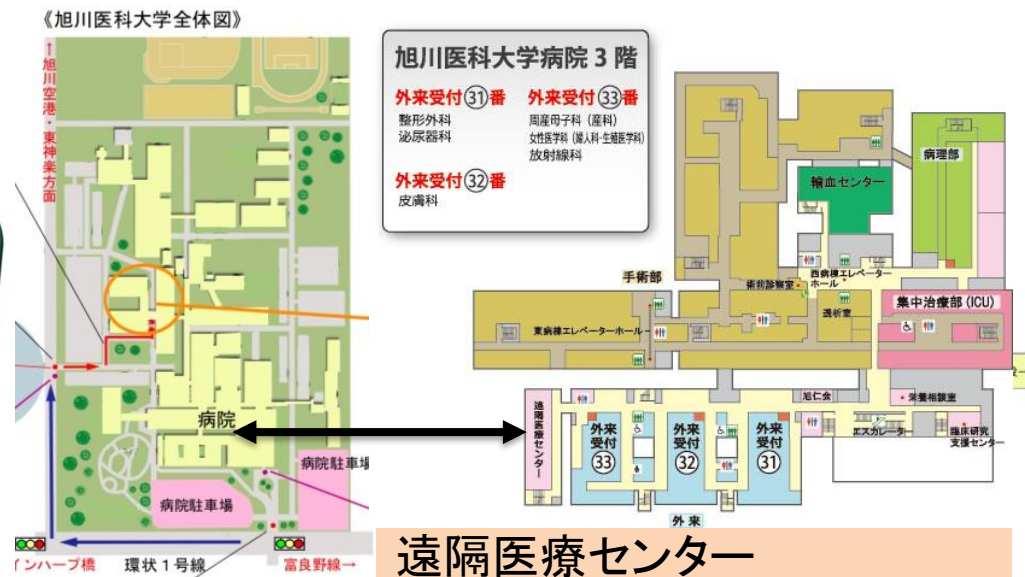 《旭川医科大学全体図》
↑旭川空港・東神楽方面
病院
病院駐車場
病院駐車場
インハーブ橋
環状1号線
富良野線→
旭川医科大学病院 3 階
外来受付㉛番
整形外科
泌尿器科
外来受付㉜番
皮膚科
外来受付㉝番
周産母子科（産科）
女性医学科（婦人科・生殖医学科）
放射線科
病理部
輸血センター
手術部
術前診察室
西病棟エレベーター
ホール
集中治療部（ICU）
透析室
東病棟エレベーターホール
旭仁会
栄養相談室
遠隔医療センター
外来
受付
㉝
外来
受付
㉜
外来
受付
㉛
エスカレーター
臨床研究
支援センター
外 来
遠隔医療センター